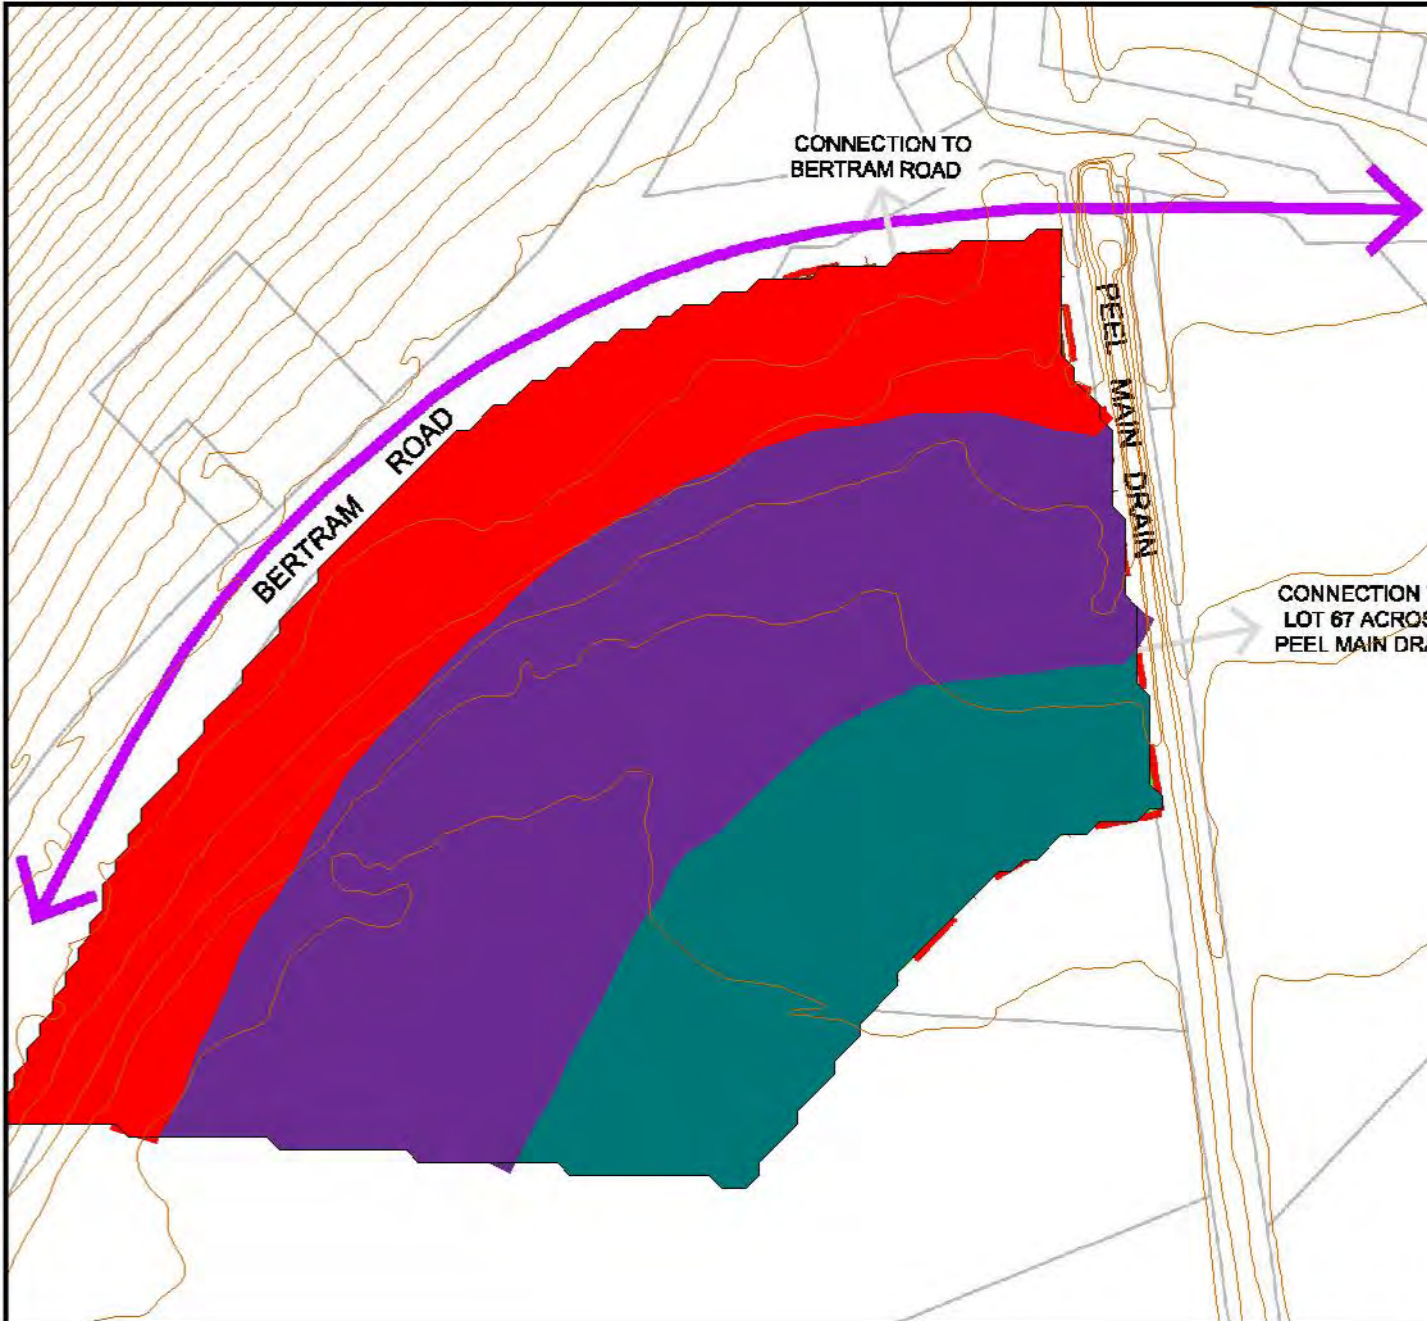 CONNECTION TO
BERTRAM ROAD
BERTRAM ROAD
PEEL MAIN DRAIN
CONNECTION
LOT 67
PEEL MAIN